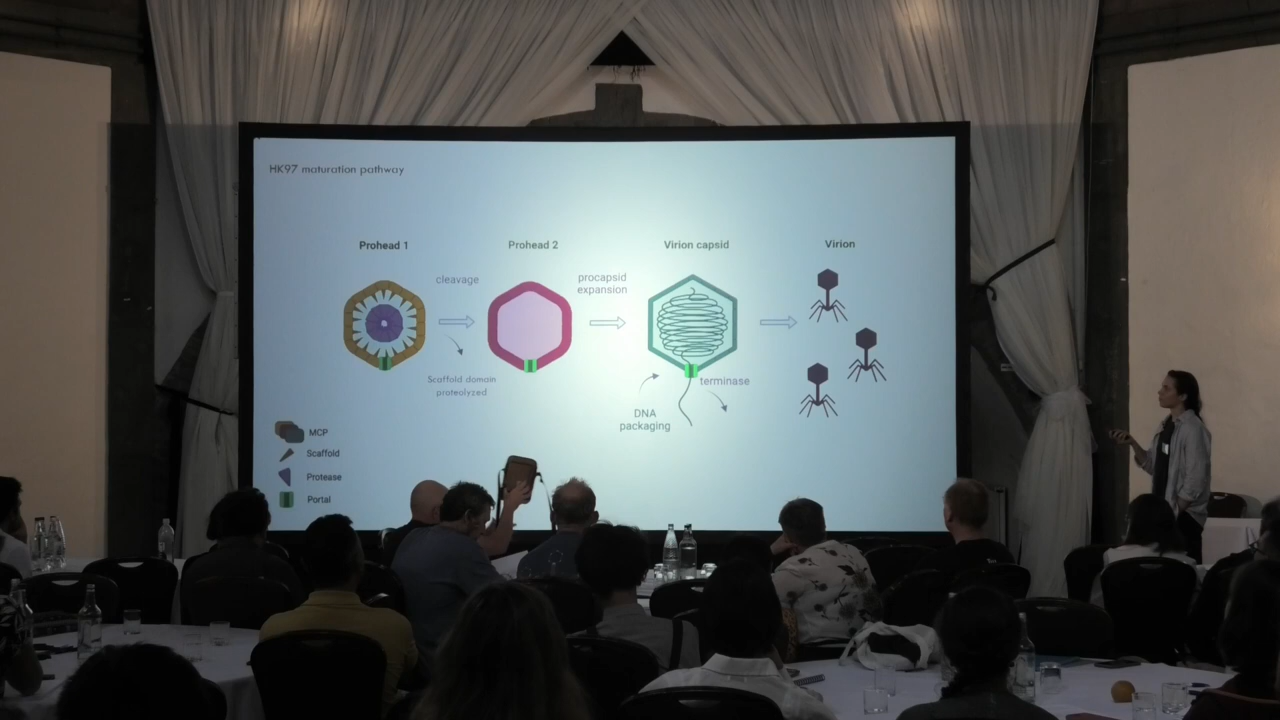 HK97 maturation pathway
Prohead 1
Prohead 2
Virion capsid
Virion
cleavage
procapsid
expansion
Scaffold domain
proteolyzed
terminase
DNA
packaging
MCP
Scaffold
Protease
Portal